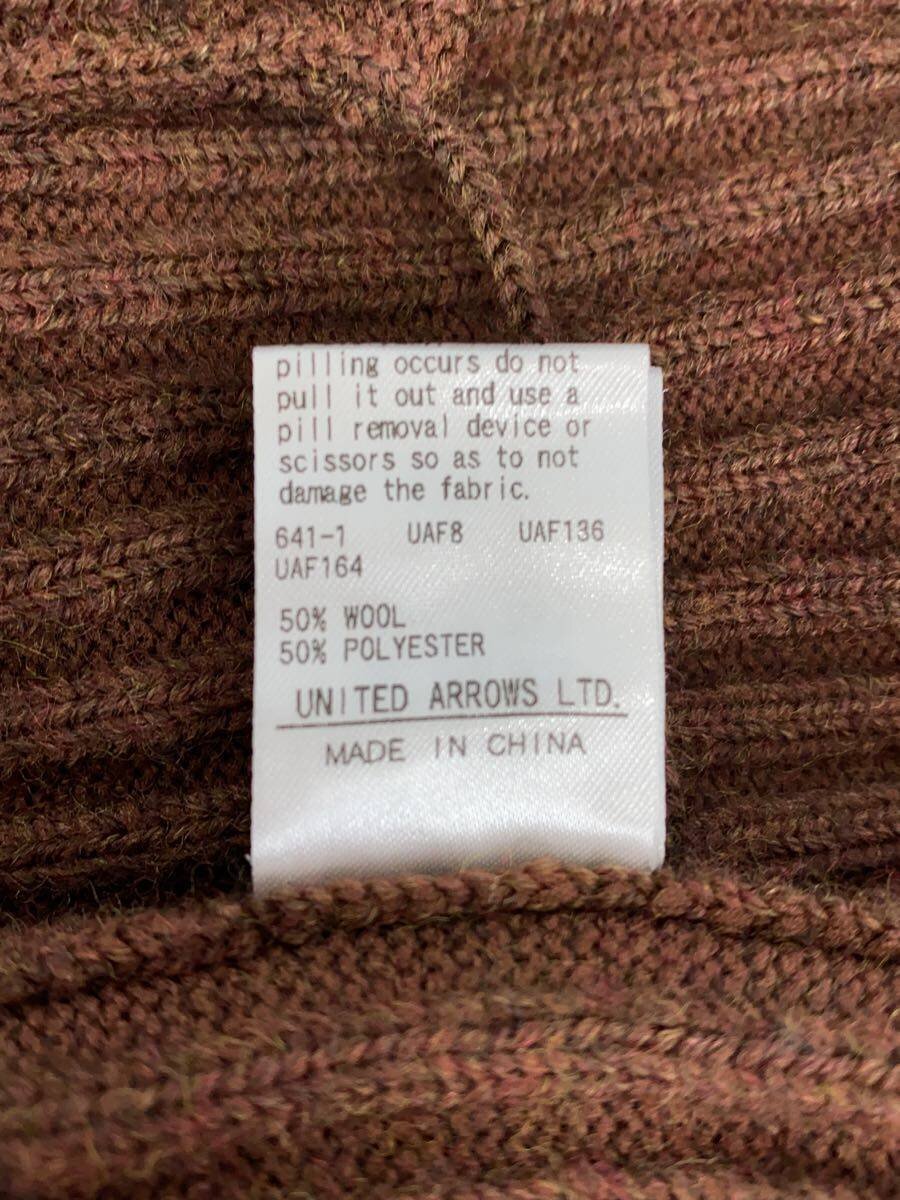 pilling occurs do not
pull it out and use a
pill removal device or
scissors so as to not
damage the fabric.
641-1 UAF8 UAF136
UAF164
50% WOOL
50% POLYESTER
UNITED ARROWS LTD.
MADE IN CHINA